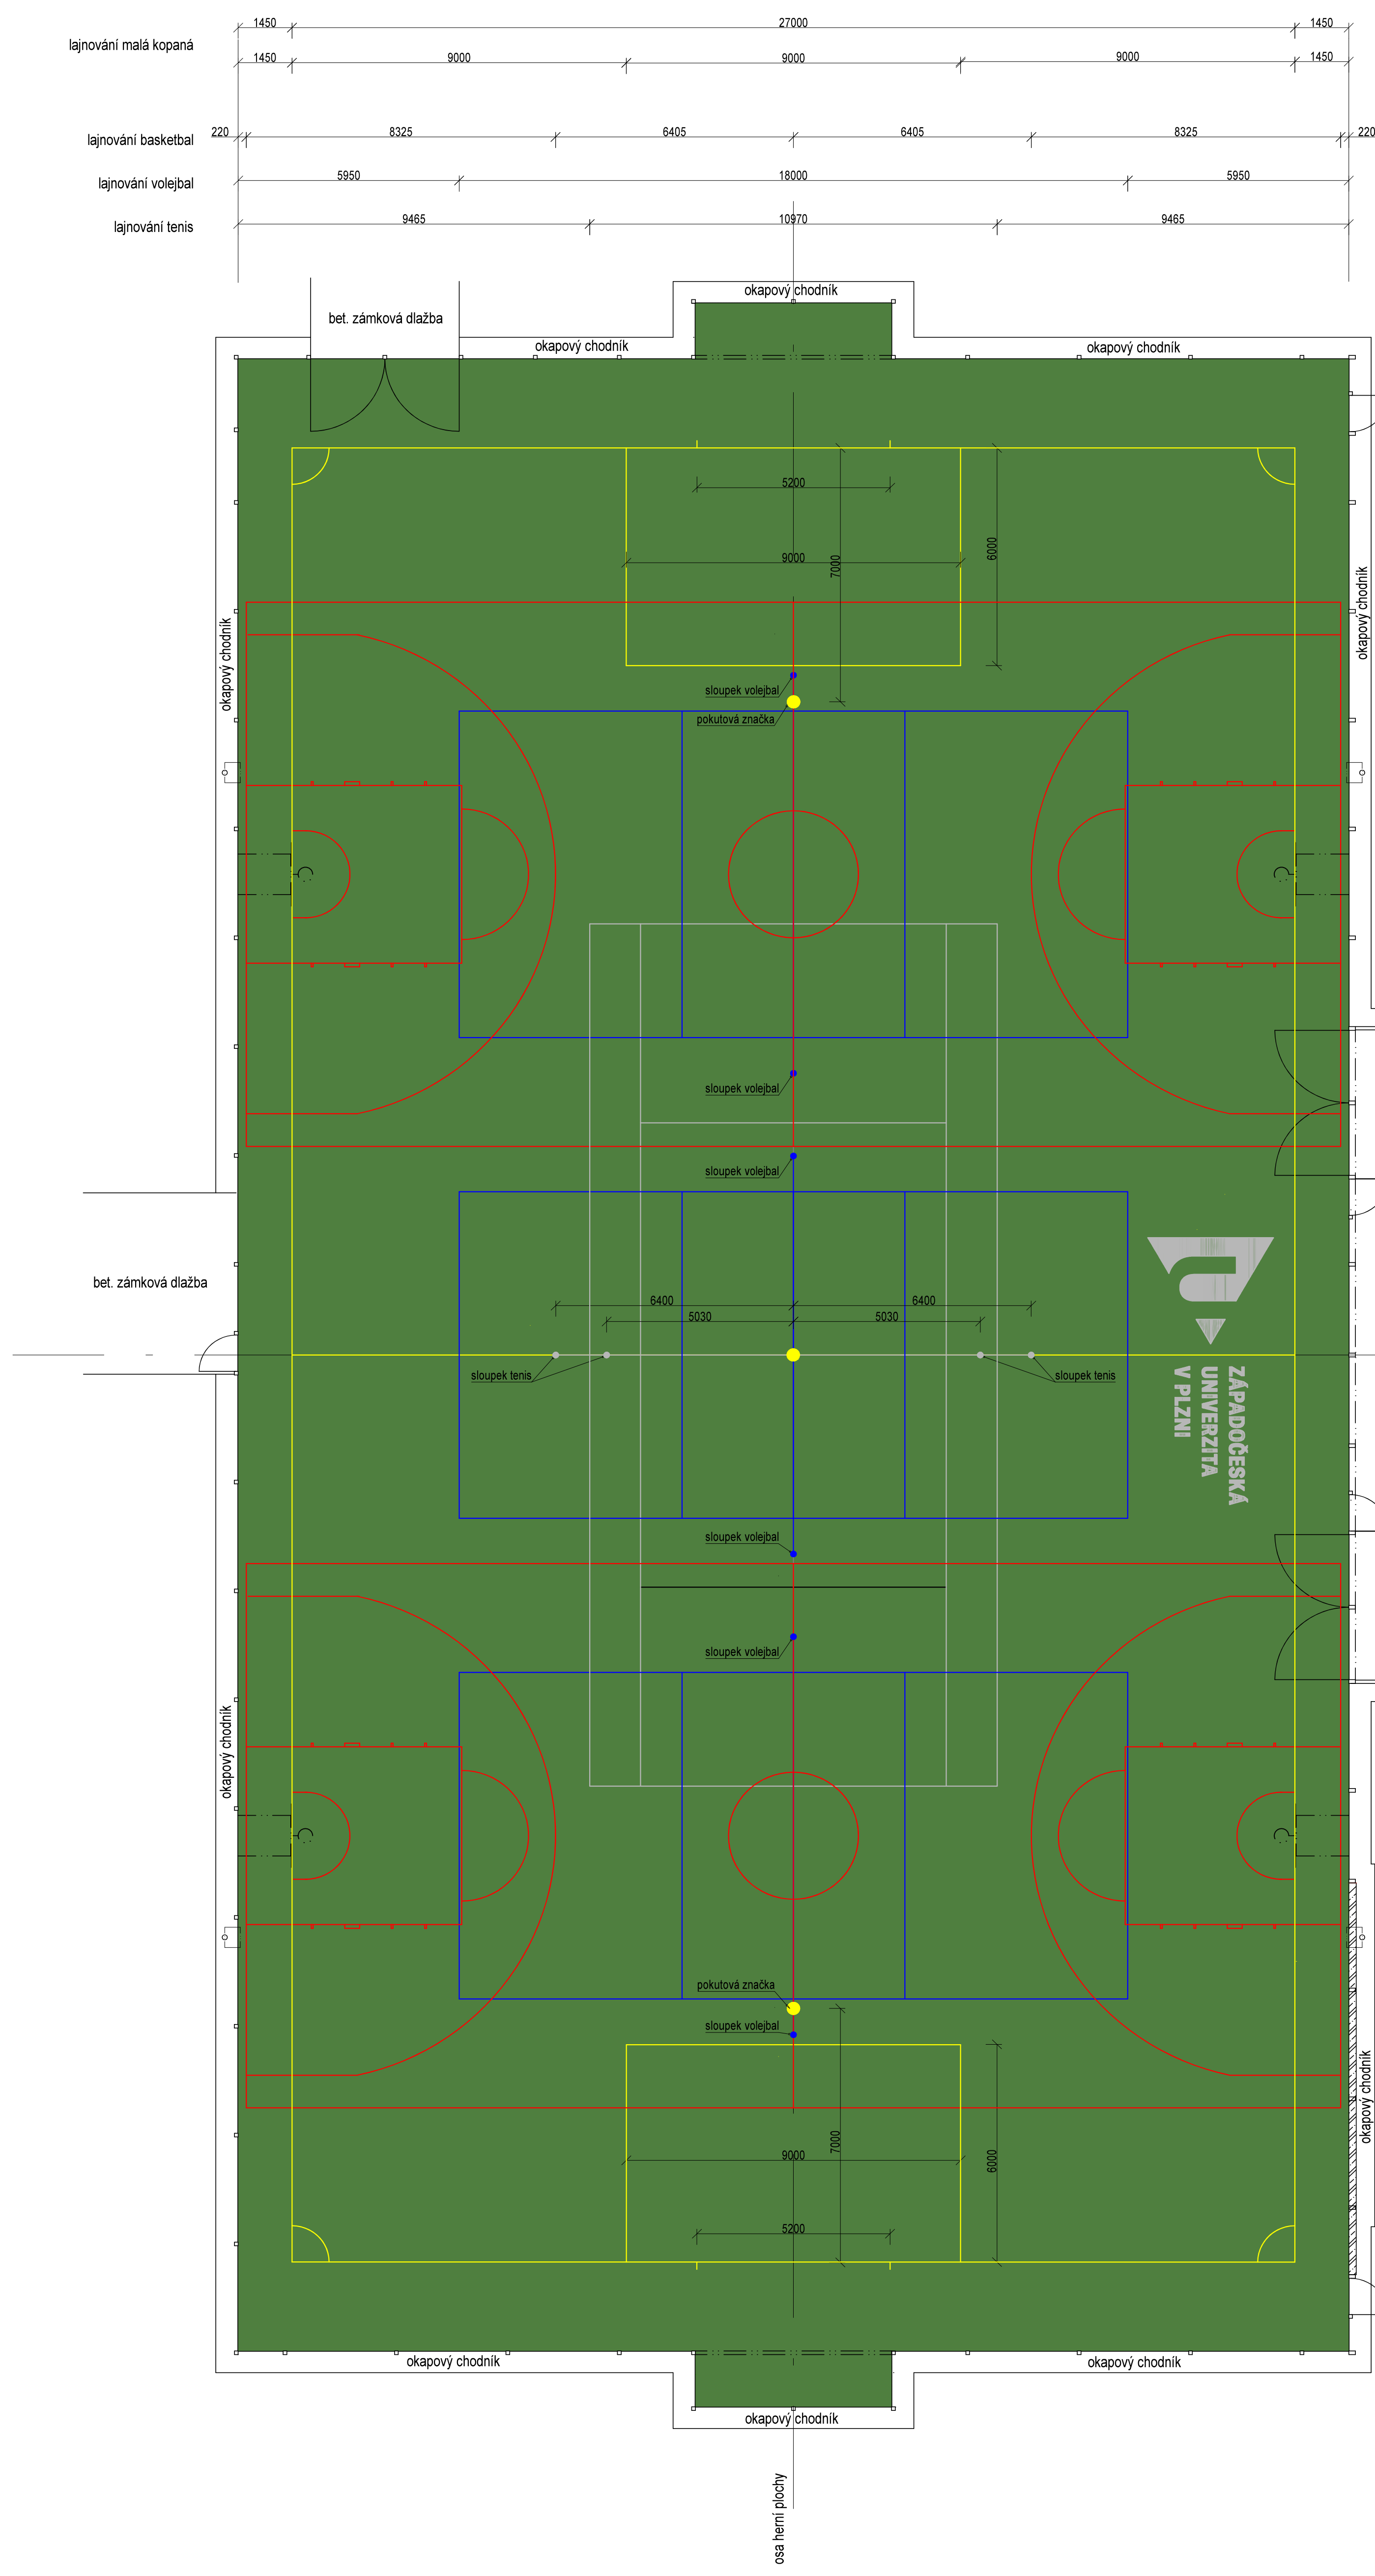 1450 27000 1450
lajnování malá kopaná
1450 9000 9000 9000 1450
lajnování basketbal 220 8325 6405 6405 8325 220
lajnování volejbal 5950 18000 5950
lajnování tenis 9465 10970 9465
okapový chodník
bet. zámková dlažba
okapový chodník
okapový chodník
5200
9000
7000
6000
okapový chodník
okapový chodník
sloupek volejbal
pokutová značka
sloupek volejbal
sloupek volejbal
bet. zámková dlažba
6400 6400
5030 5030
sloupek tenis
sloupek tenis
ZÁPADOČESKÁ
UNIVERZITA
V PLZNI
sloupek volejbal
sloupek volejbal
okapový chodník
pokutová značka
sloupek volejbal
okapový chodník
7000
9000
6000
5200
okapový chodník
okapový chodník
okapový chodník
osa herní plochy